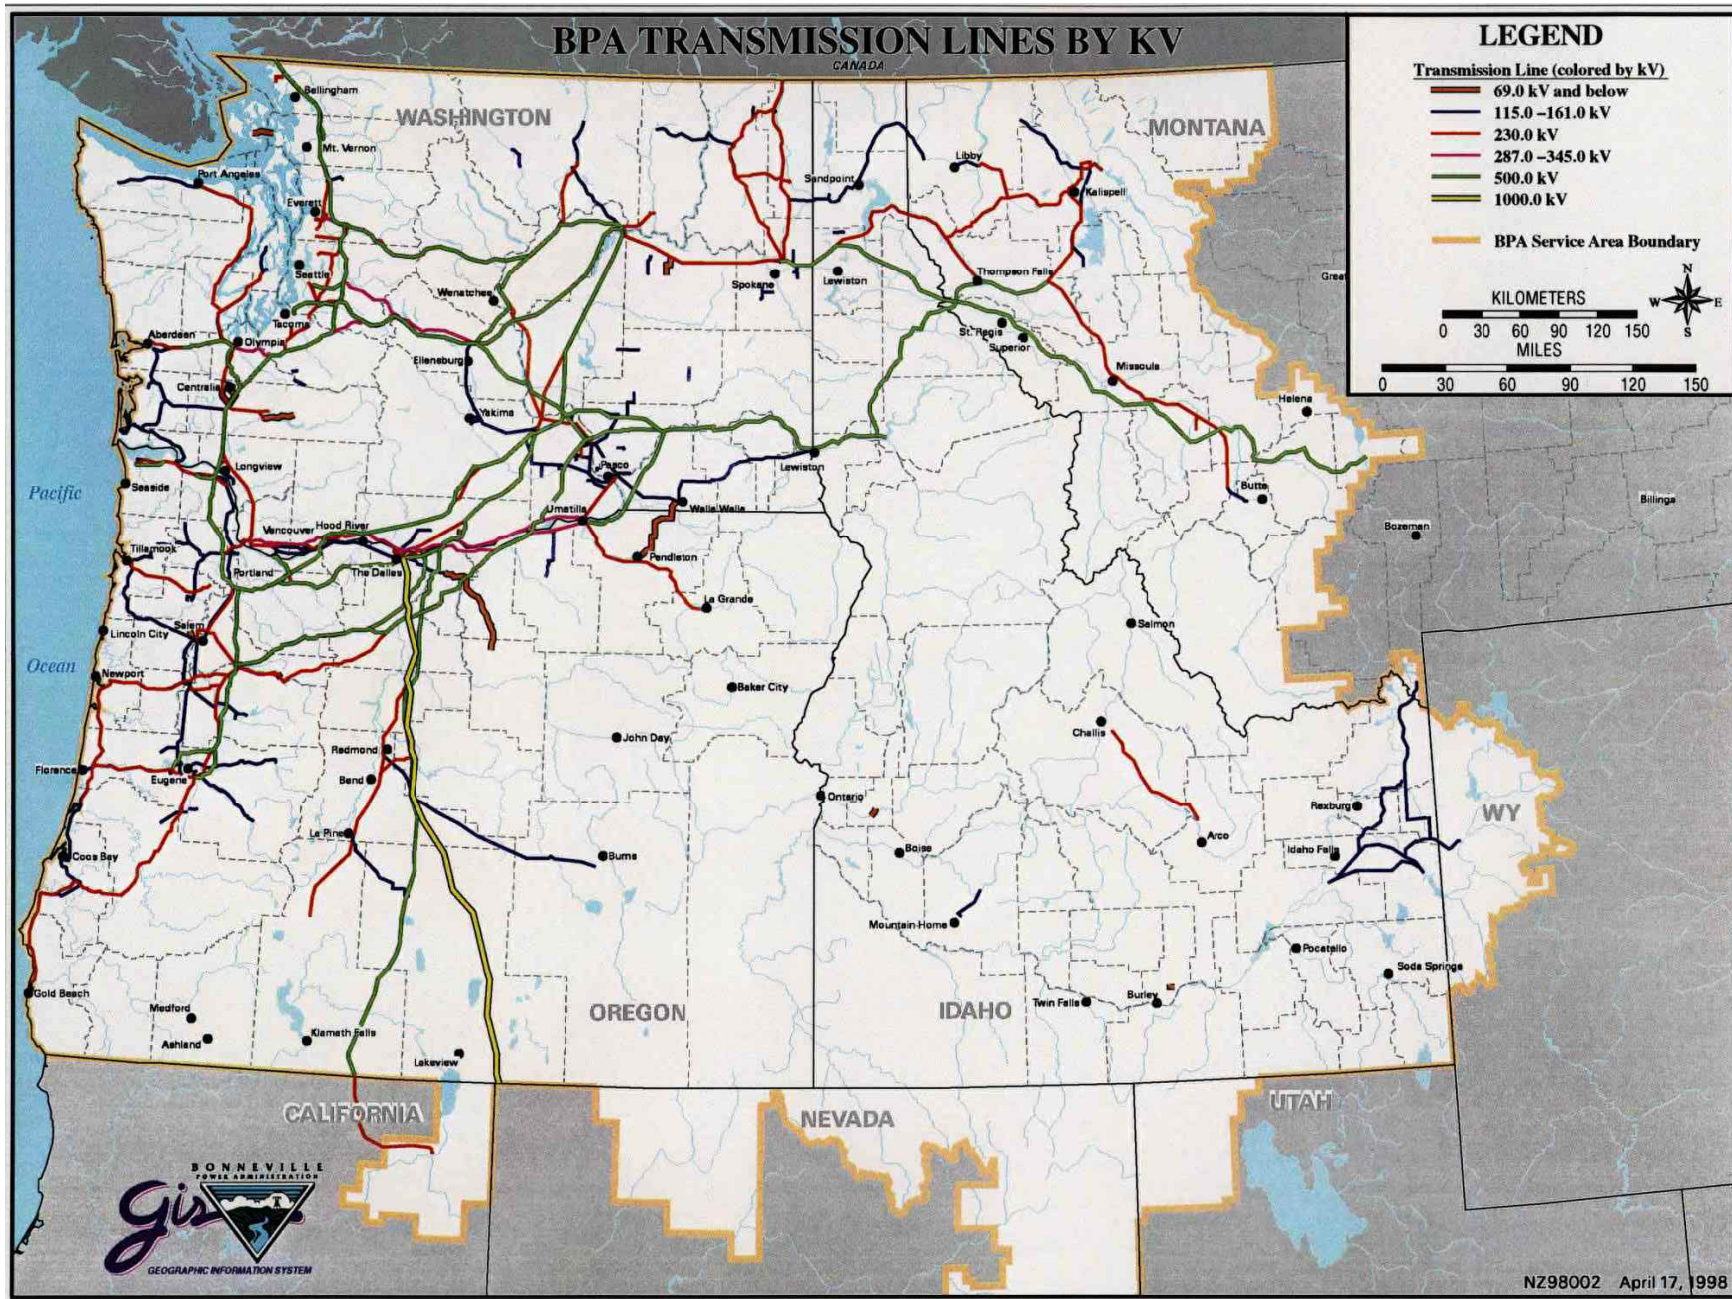 BPA TRANSMISSION LINES BY KV
CANADA
LEGEND
Transmission Line (colored by kV)
69.0 kV and below
115.0 –161.0 kV
230.0 kV
287.0 –345.0 kV
500.0 kV
1000.0 kV
BPA Service Area Boundary
N
W
E
S
KILOMETERS
0 30 60 90 120 150
MILES
0 30 60 90 120 150
WASHINGTON
MONTANA
Bellingham
Mt. Vernon
Port Angeles
Everett
Seattle
Tacoma
Aberdeen
Olympia
Centralia
Wenatchee
Ellensburg
Yakima
Sandpoint
Libby
Kalispell
Spokane
Lewiston
Thompson Falls
Great
St. Regis
Superior
Missoula
Helena
Longview
Pasco
Lewiston
Butte
Billings
Bozeman
Pacific
Seaside
Vancouver
Hood River
Umatilla
Walla Walla
Tillamook
Portland
The Dalles
Pendleton
La Grande
Lincoln City
Salem
Salmon
Ocean
Newport
Baker City
John Day
Challis
Redmond
Florence
Eugene
Bend
Ontario
Rexburg
WY
La Pine
Arco
Coos Bay
Burns
Boise
Idaho Falls
Mountain Home
Pocatello
Soda Springs
Gold Beach
Medford
OREGON
IDAHO
Twin Falls
Burley
Ashland
Klamath Falls
Lakeview
CALIFORNIA
NEVADA
UTAH
BONNEVILLE
POWER ADMINISTRATION
gis
GEOGRAPHIC INFORMATION SYSTEM
NZ98002 April 17, 1998